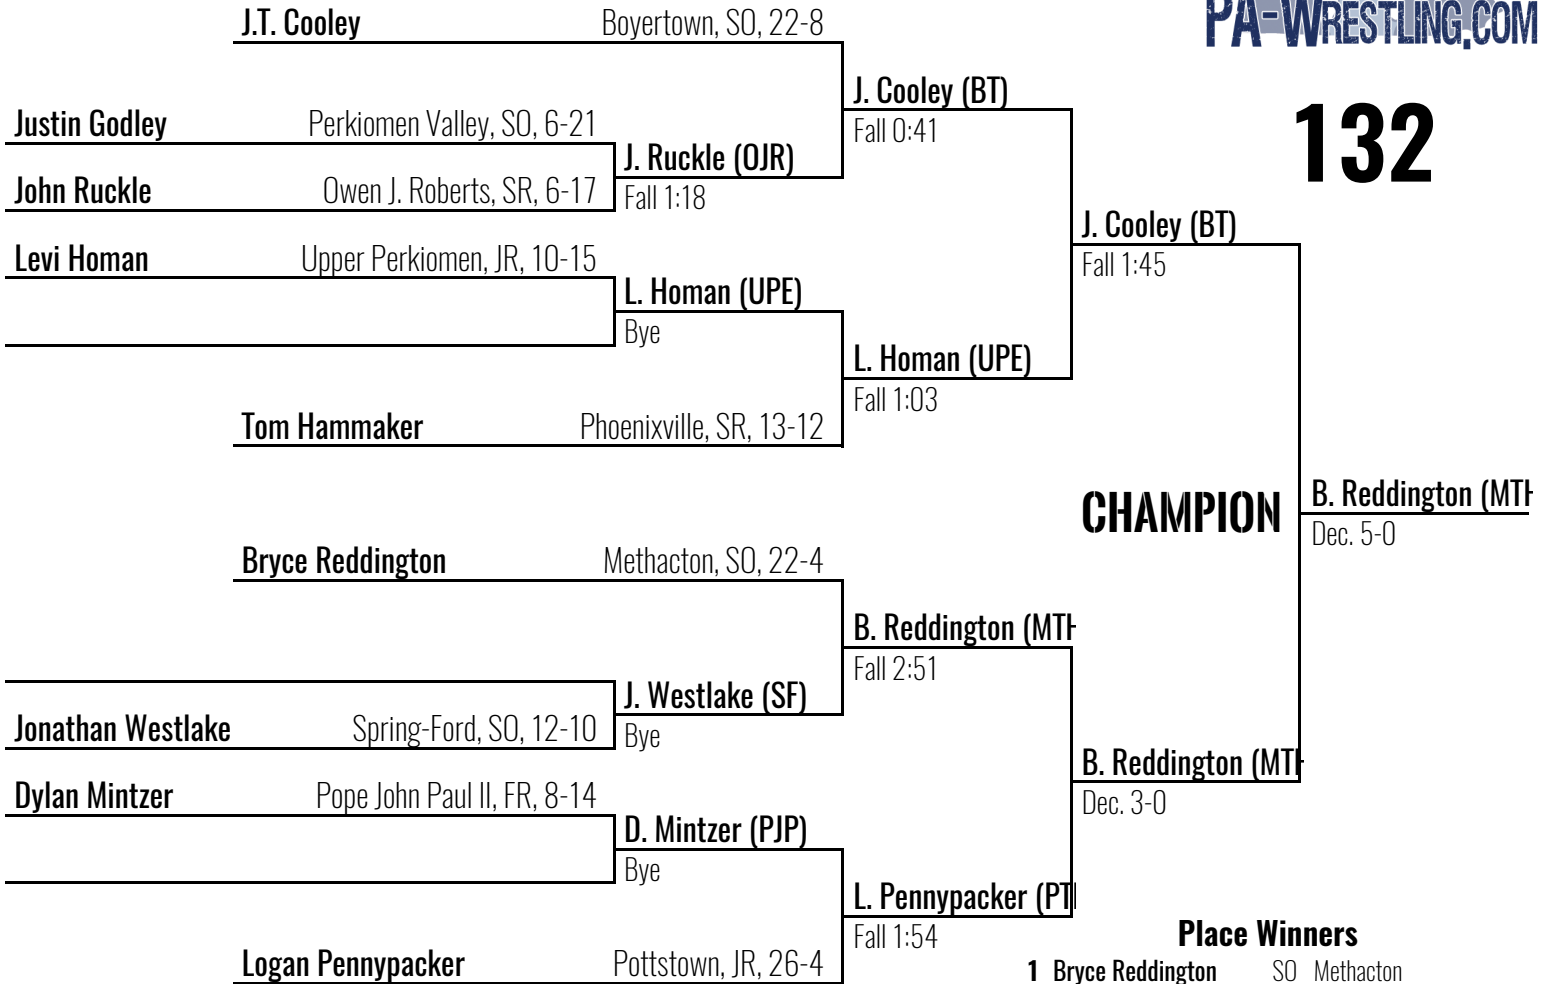 PA-WRESTLING.COM
132
J.T. Cooley Boyertown, SO, 22-8
J. Cooley (BT)
Fall 0:41
Justin Godley Perkiomen Valley, SO, 6-21
J. Ruckle (OJR)
Fall 1:18
John Ruckle Owen J. Roberts, SR, 6-17
J. Cooley (BT)
Fall 1:45
Levi Homan Upper Perkiomen, JR, 10-15
L. Homan (UPE)
Bye
L. Homan (UPE)
Fall 1:03
Tom Hammaker Phoenixville, SR, 13-12
CHAMPION
B. Reddington (MTH
Dec. 5-0
Bryce Reddington Methacton, SO, 22-4
B. Reddington (MTH
Fall 2:51
J. Westlake (SF)
Bye
Jonathan Westlake Spring-Ford, SO, 12-10
B. Reddington (MTH
Dec. 3-0
Dylan Mintzer Pope John Paul II, FR, 8-14
D. Mintzer (PJP)
Bye
L. Pennypacker (PT
Fall 1:54
Logan Pennypacker Pottstown, JR, 26-4
Place Winners
1 Bryce Reddington SO Methacton